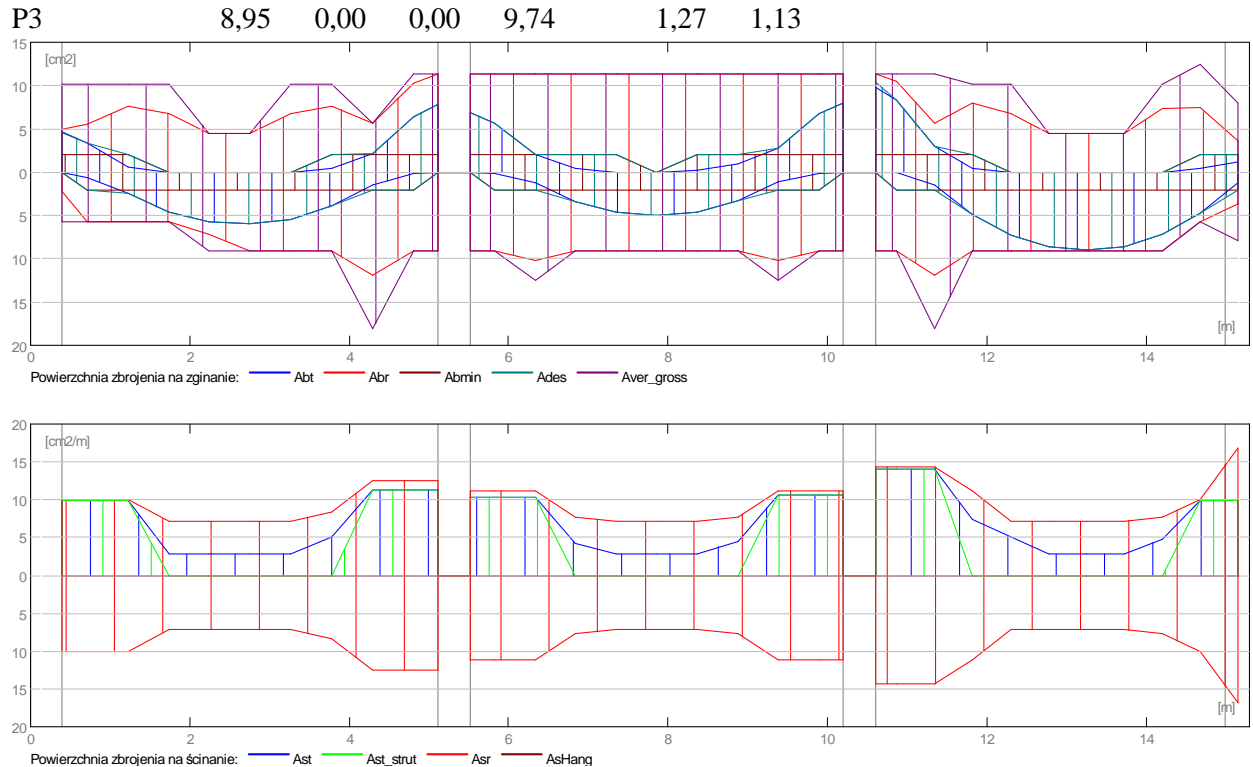 P3 8,95 0,00 0,00 9,74 1,27 1,13
15
[cm2]
10
5
0
5
10
15
[m]
20
0 2 4 6 8 10 12 14
Powierzchnia zbrojenia na zginanie: Abt Abr Abmin Ades Aver_gross
20
[cm2/m]
15
10
5
0
5
10
15
[m]
20
0 2 4 6 8 10 12 14
Powierzchnia zbrojenia na ścinanie: Ast Ast_strut Asr AsHang